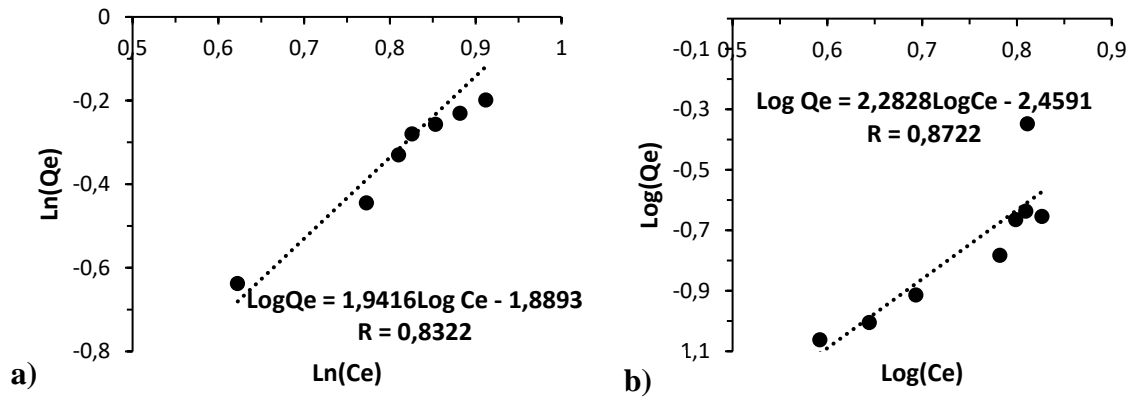 0
0,5 0,6 0,7 0,8 0,9 1
-0,2
-0,4
-0,6
-0,8
Ln(Qe)
LogQe = 1,9416Log Ce - 1,8893
R = 0,8322
Ln(Ce)
a)
0,5 0,6 0,7 0,8 0,9
-0,1
-0,3
-0,5
-0,7
-0,9
1,1
Log(Qe)
Log Qe = 2,2828LogCe - 2,4591
R = 0,8722
Log(Ce)
b)